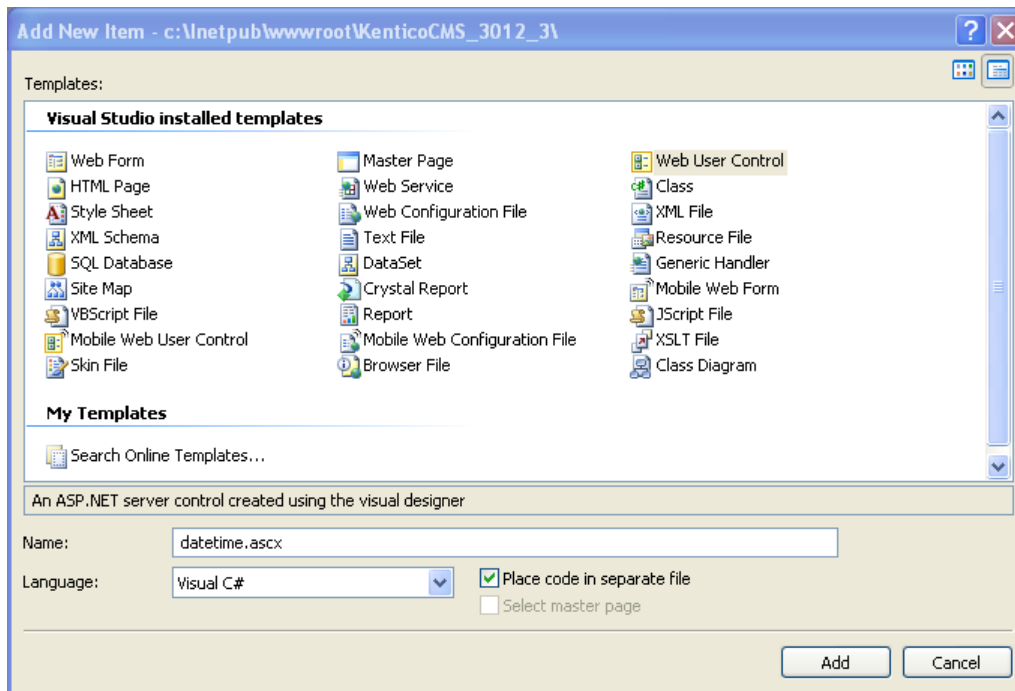 Add New Item - c:\Inetpub\wwwroot\KenticoCMS_3012_3\
Templates:
Visual Studio installed templates
Web Form Master Page Web User Control
HTML Page Web Service Class
Style Sheet Web Configuration File XML File
XML Schema Text File Resource File
SQL Database DataSet Generic Handler
Site Map Crystal Report Mobile Web Form
VBScript File Report JScript File
Mobile Web User Control Mobile Web Configuration File XSLT File
Skin File Browser File Class Diagram
My Templates
Search Online Templates...
An ASP.NET server control created using the visual designer
Name: datetime.ascx
Language: Visual C# Place code in separate file
Select master page
Add Cancel